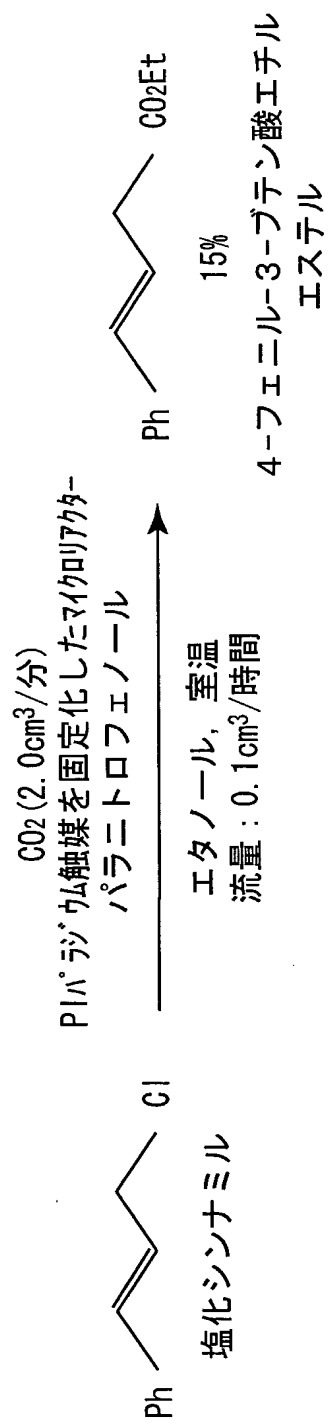 Ph
Cl
塩化シンナミル
CO2(2.0cm3/分)
PIﾊﾟﾗｼﾞｳﾑ触媒を固定化したﾏｲｸﾛﾘｱｸﾀｰ
パラニトロフェノール
エタノール, 室温
流量：0.1cm3/時間
Ph
CO2Et
15%
4-フェニル-3-ブテン酸エチル
エステル